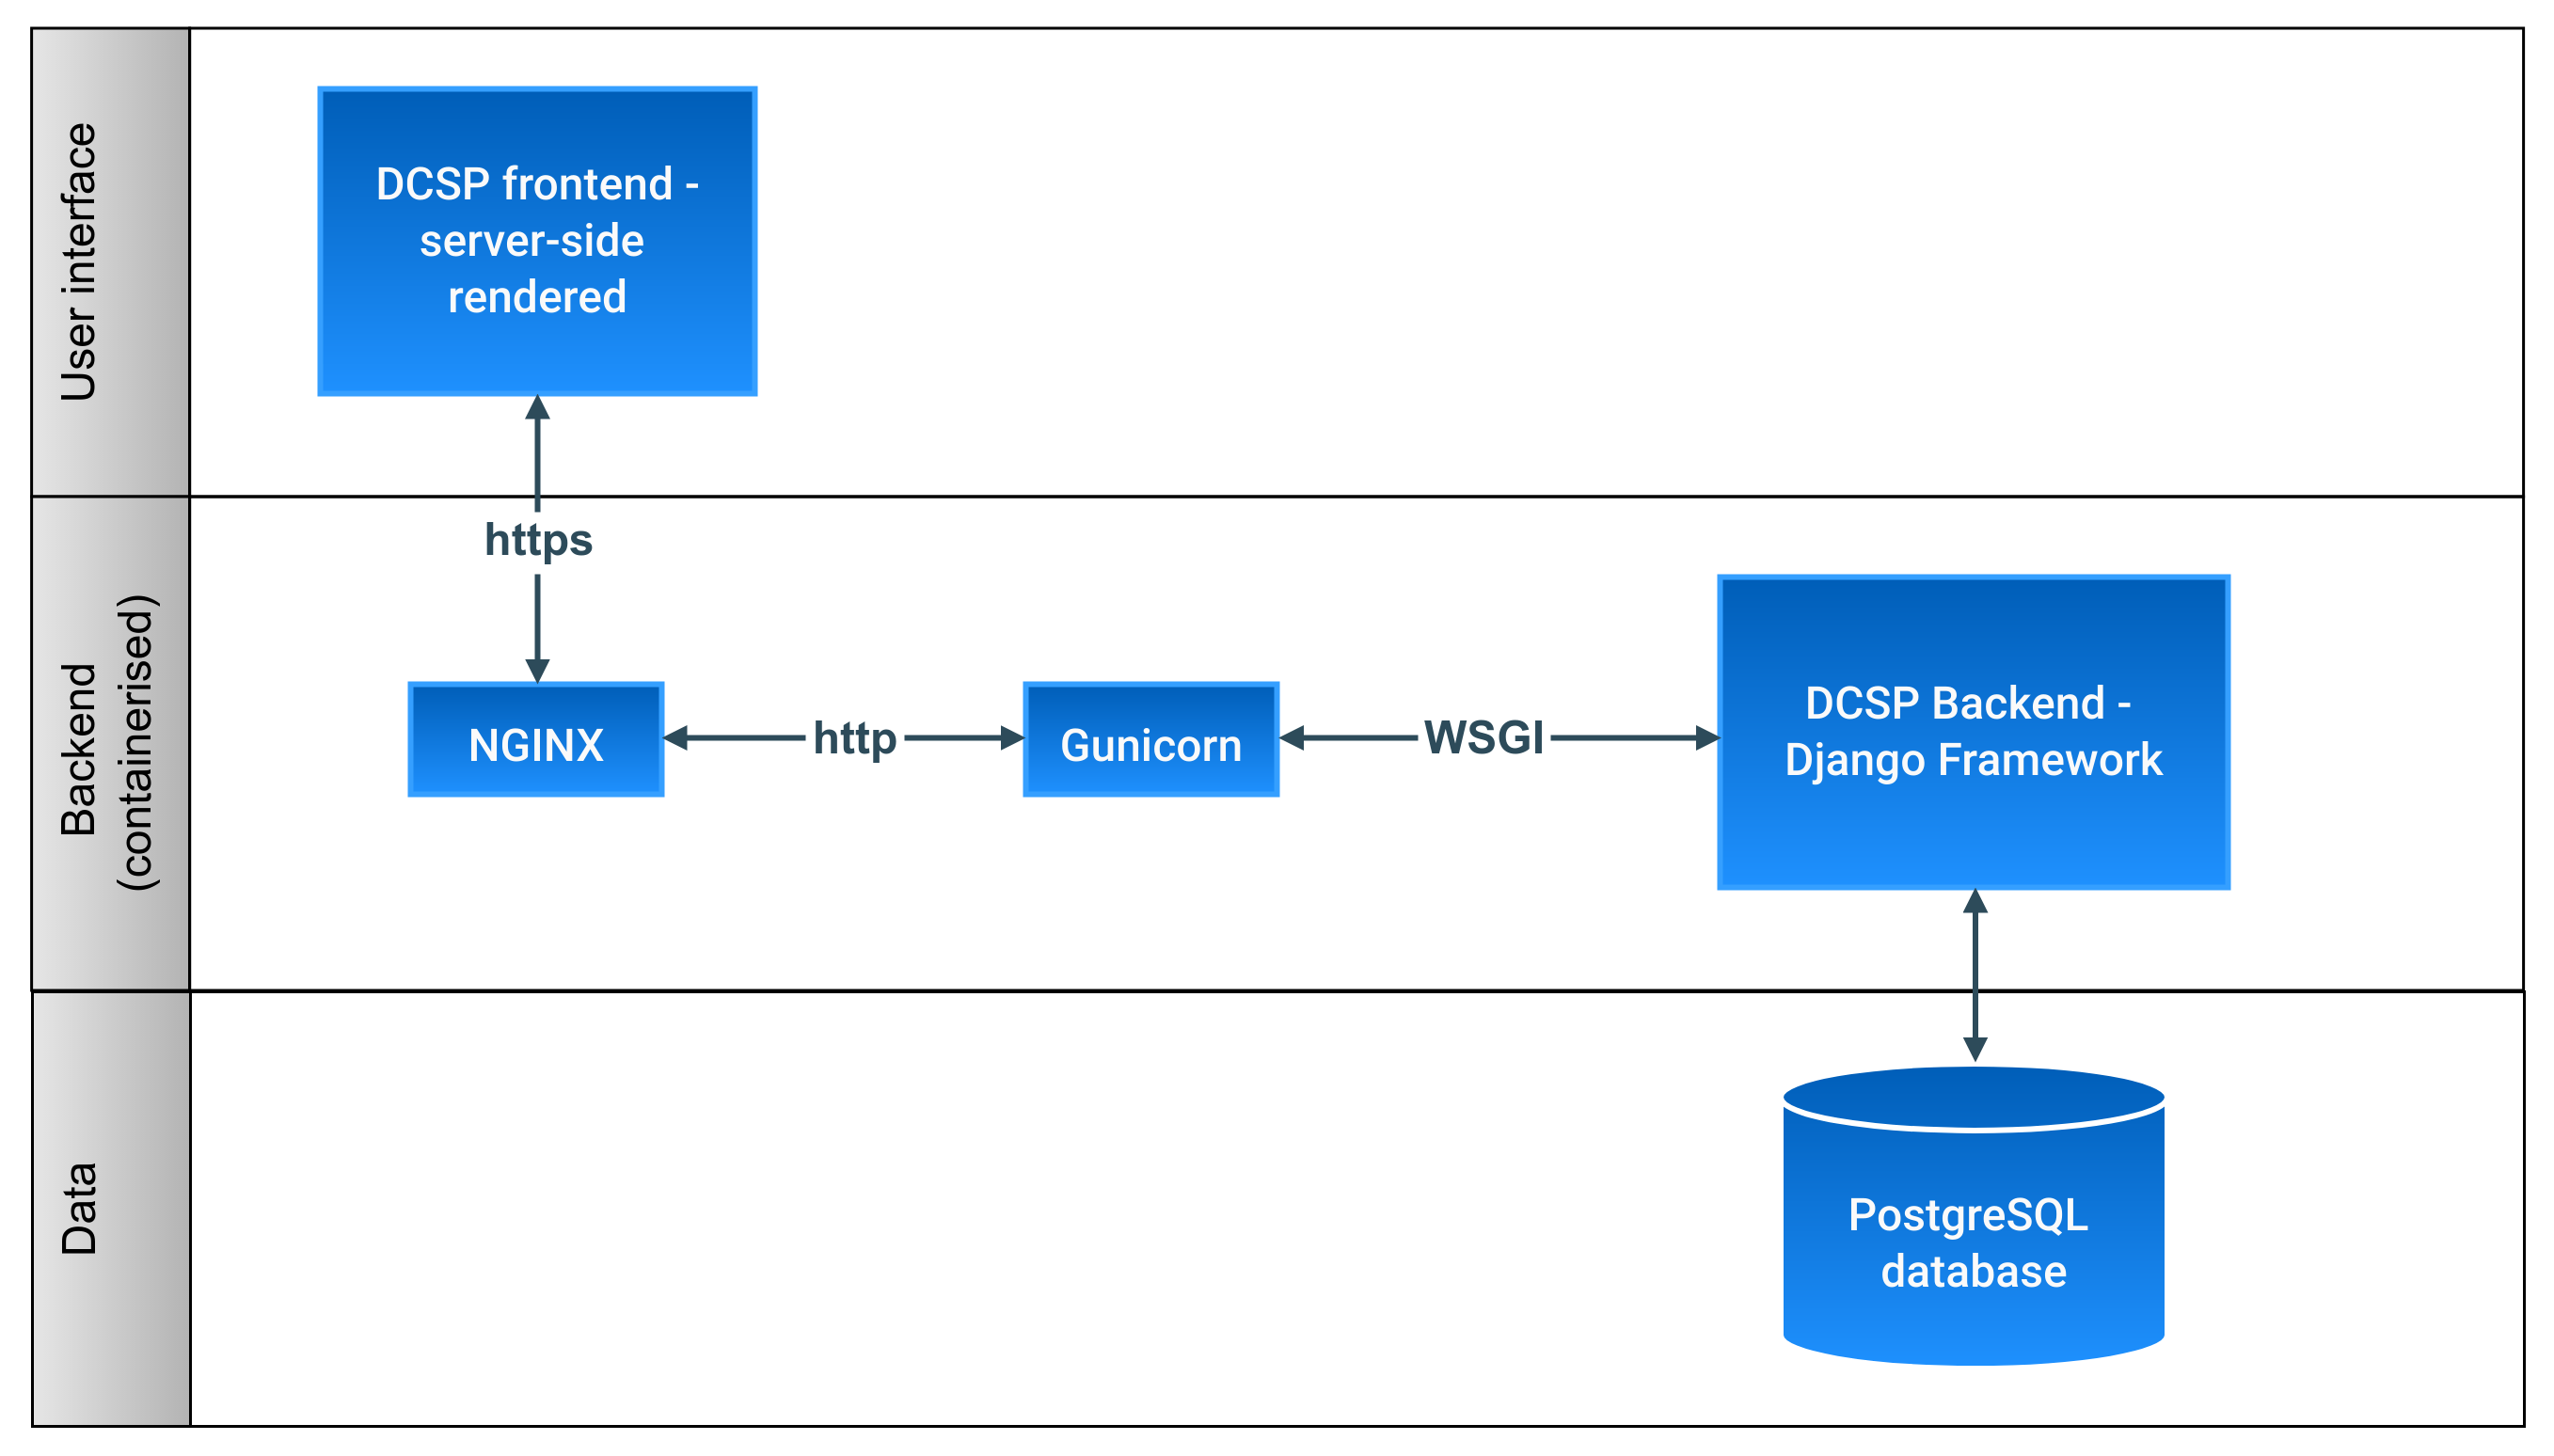 User interface
DCSP frontend -
server-side
rendered
https
Backend
(containerised)
NGINX
http
Gunicorn
WSGI
DCSP Backend -
Django Framework
Data
PostgreSQL
database